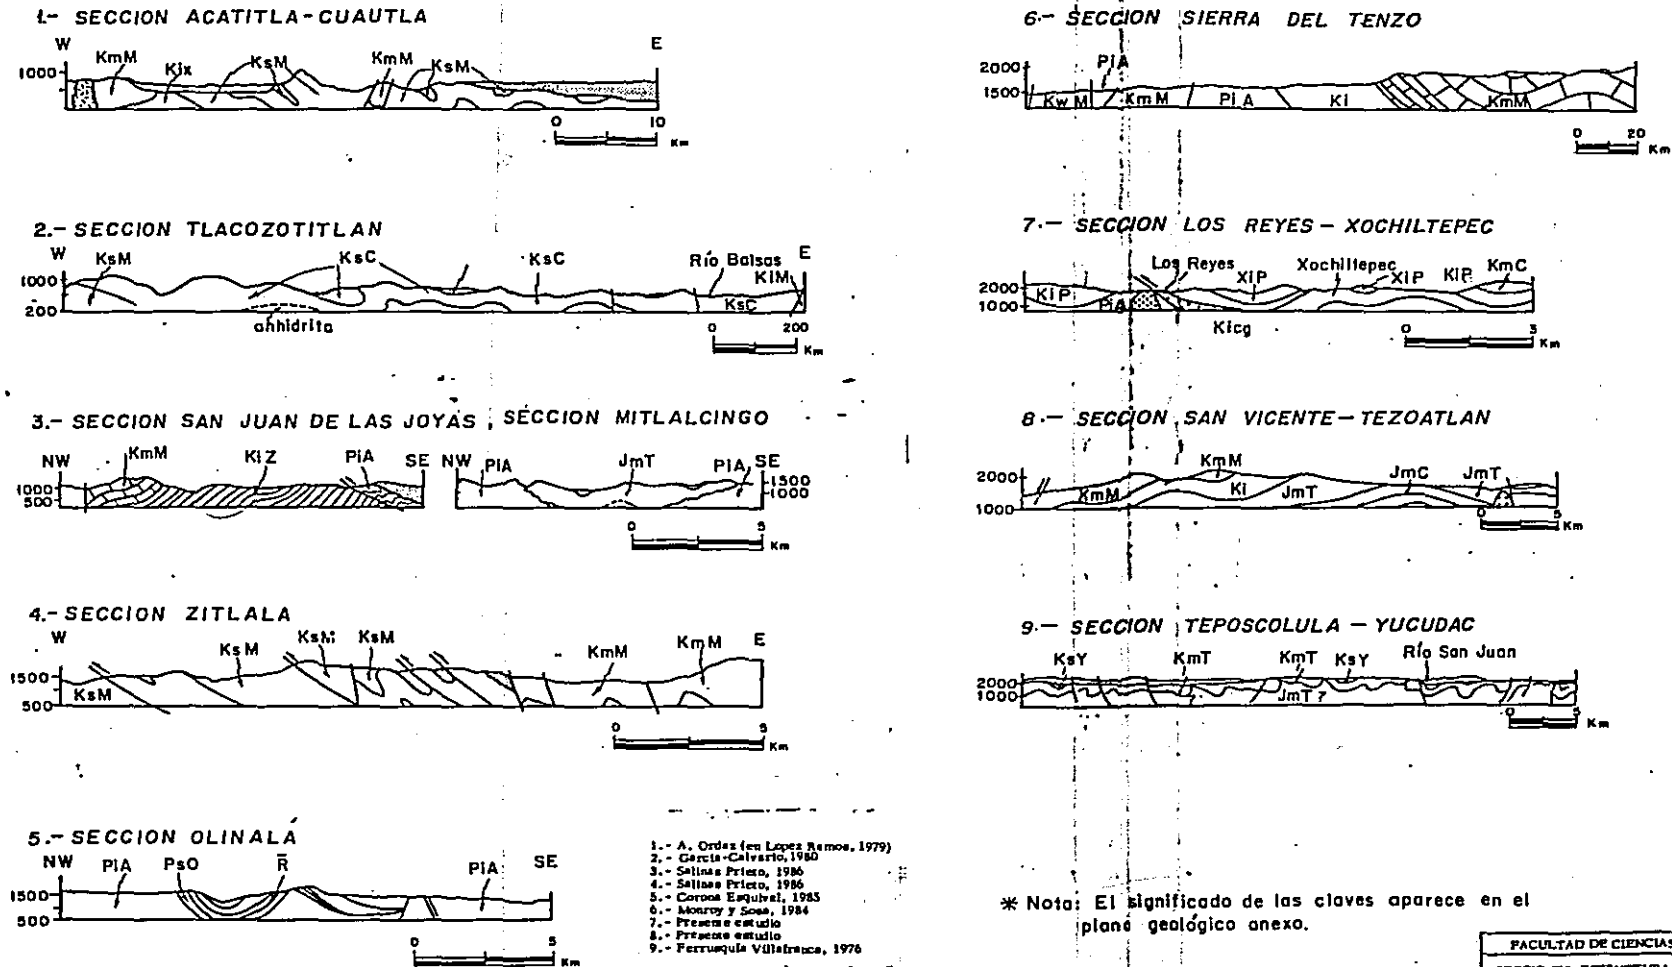 1.- SECCION ACATITLA-CUAUTLA
W
E
KmM
Kix
KsM
KmM
KsM
1000
0 10
Km
2.- SECCION TLACOZOTITLAN
W
E
KsM
KsC
KsC
Río Balsas
KiM
1000
200
KsC
anhidrita
0 200
Km
3.- SECCION SAN JUAN DE LAS JOYAS ; SECCION MITLALCINGO
NW
KmM
KiZ
PiA
SE
1000
500
NW
PiA
JmT
PiA
SE
1500
1000
0 5
Km
4.- SECCION ZITLALA
W
KsM
KsM
KsM
KmM
KmM
E
1500
500
KsM
0 5
Km
5.- SECCION OLINALÁ
NW
PiA
PsO
R̄
PiA
SE
1500
500
0 5
Km
1.- A. Ordaz (en Lopez Ramos, 1979)
2.- García-Calvario, 1980
3.- Salinas Prieto, 1986
4.- Salinas Prieto, 1986
5.- Corona Esquivel, 1985
6.- Monroy y Sosa, 1984
7.- Presente estudio
8.- Presente estudio
9.- Ferrusquía Villafranca, 1976
6.- SECCION SIERRA DEL TENZO
PiA
2000
1500
KwM
KmM
PiA
Ki
KmM
0 20
Km
7.- SECCION LOS REYES - XOCHILTEPEC
Los Reyes
XiP
Xochiltepec
XiP
KiP
KmC
2000
1000
KiP
PiA
Kicg
0 3
Km
8.- SECCION SAN VICENTE-TEZOATLAN
KmM
JmC
JmT
2000
1000
KmM
Ki
JmT
0 5
Km
9.- SECCION TEPOSCOLULA - YUCUDAC
KsY
KmT
KmT
KsY
Río San Juan
2000
1000
JmT?
0 5
Km
* Nota: El significado de las claves aparece en el
plano geológico anexo.
FACULTAD DE CIENCIAS